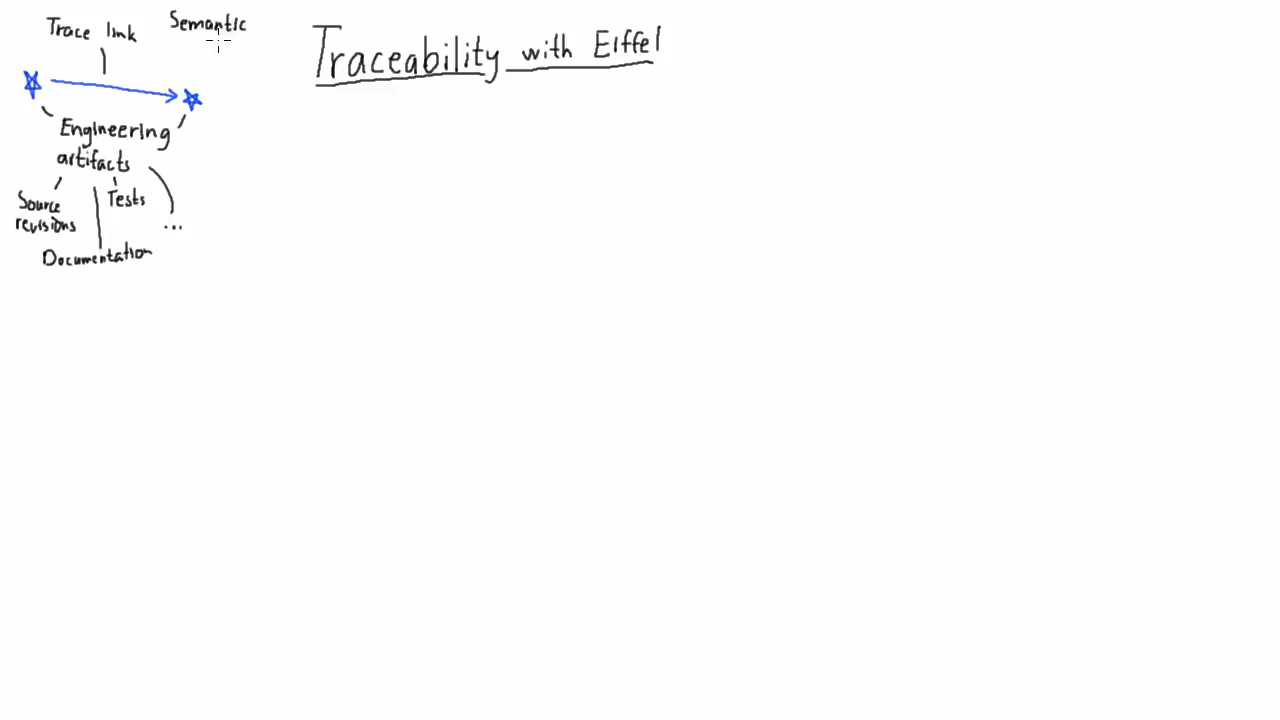 Trace link
Semantic
Traceability with Eiffel
Engineering
artifacts
Source
revisions
Tests
...
Documentation